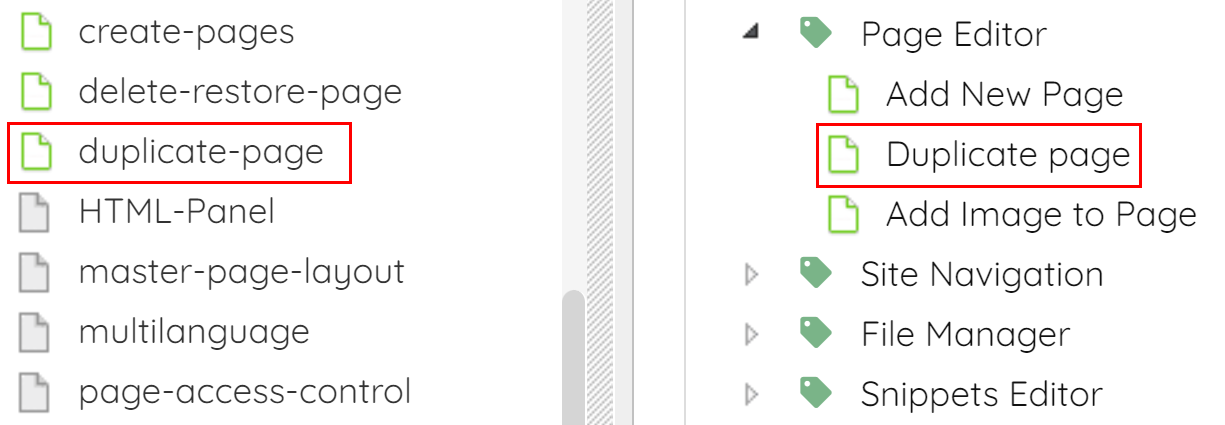 create-pages
delete-restore-page
duplicate-page
HTML-Panel
master-page-layout
multilanguage
page-access-control
Page Editor
Add New Page
Duplicate page
Add Image to Page
Site Navigation
File Manager
Snippets Editor